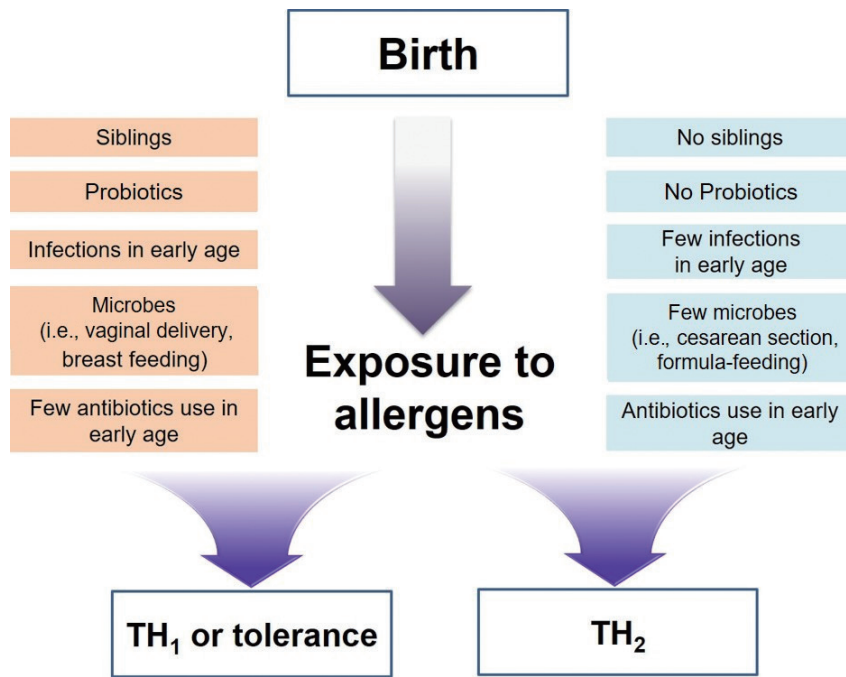 Birth
Siblings
Probiotics
Infections in early age
Microbes
(i.e., vaginal delivery,
breast feeding)
Few antibiotics use in
early age
No siblings
No Probiotics
Few infections
in early age
Few microbes
(i.e., cesarean section,
formula-feeding)
Antibiotics use in early
age
Exposure to
allergens
TH₁ or tolerance
TH₂